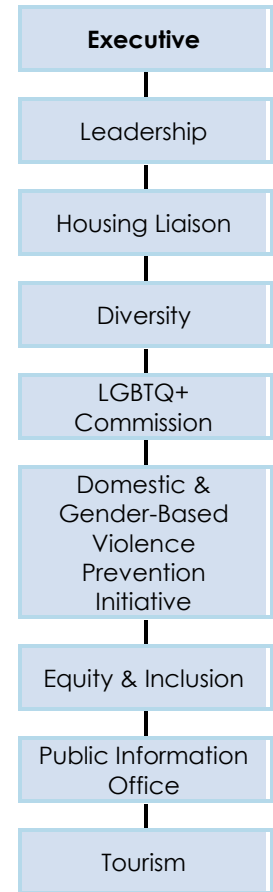 Executive
Leadership
Housing Liaison
Diversity
LGBTQ+
Commission
Domestic &
Gender-Based
Violence
Prevention
Initiative
Equity & Inclusion
Public Information
Office
Tourism